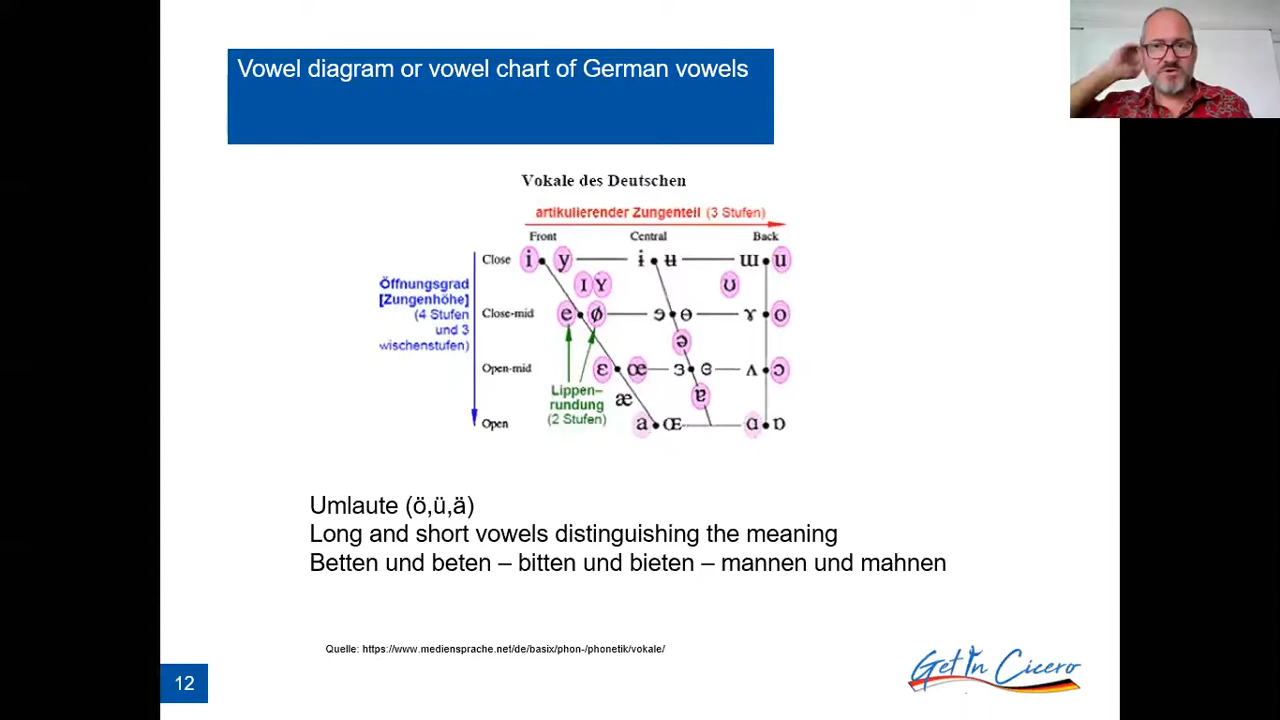 Vowel diagram or vowel chart of German vowels
Vokale des Deutschen
artikulierender Zungenteil (3 Stufen)
Front Central Back
Close i y ɨ ʉ ɯ u
ɪ ʏ ʊ
Öffnungsgrad
[Zungenhöhe]
(4 Stufen
und 3
wischenstufen)
Close-mid e ø ɘ ɵ ɤ o
ə
Open-mid ɛ œ ɜ ɞ ʌ ɔ
Lippen-
rundung
(2 Stufen)
æ ɐ
Open a ɶ ɑ ɒ
Umlaute (ö,ü,ä)
Long and short vowels distinguishing the meaning
Betten und beten – bitten und bieten – mannen und mahnen
Quelle: https://www.mediensprache.net/de/basix/phon-/phonetik/vokale/
12
Get in Cicero